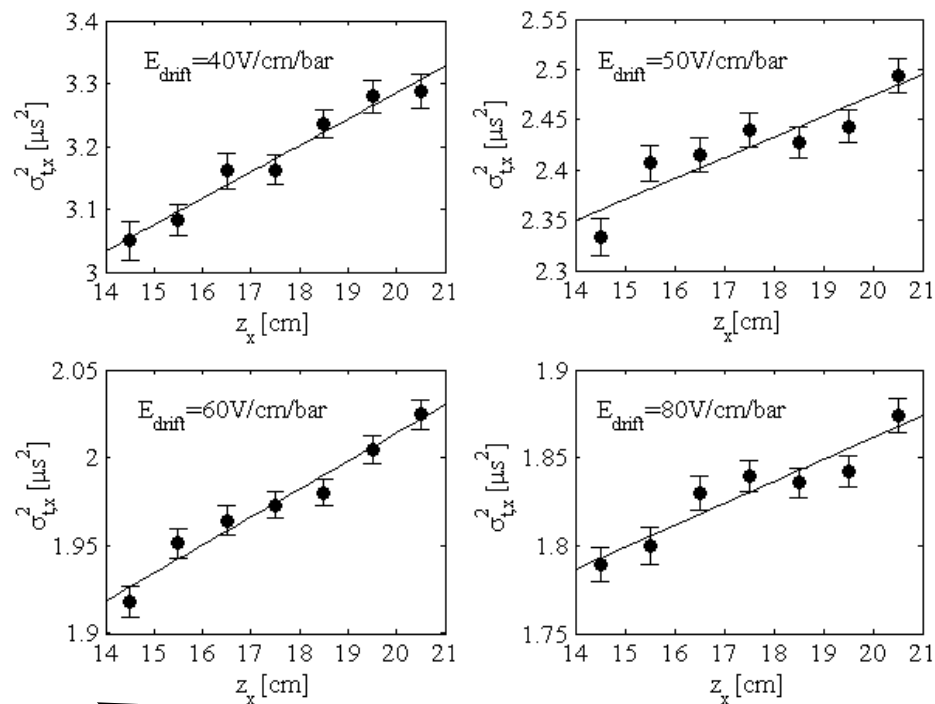 3.4
3.3
3.2
3.1
3
E_drift=40V/cm/bar
σ²_t,x [μs²]
14 15 16 17 18 19 20 21
z_x [cm]
2.55
2.5
2.45
2.4
2.35
2.3
E_drift=50V/cm/bar
σ²_t,x [μs²]
14 15 16 17 18 19 20 21
z_x[cm]
2.05
2
1.95
1.9
E_drift=60V/cm/bar
σ²_t,x [μs²]
14 15 16 17 18 19 20 21
z_x [cm]
1.9
1.85
1.8
1.75
E_drift=80V/cm/bar
σ²_t,x [μs²]
14 15 16 17 18 19 20 21
z_x [cm]